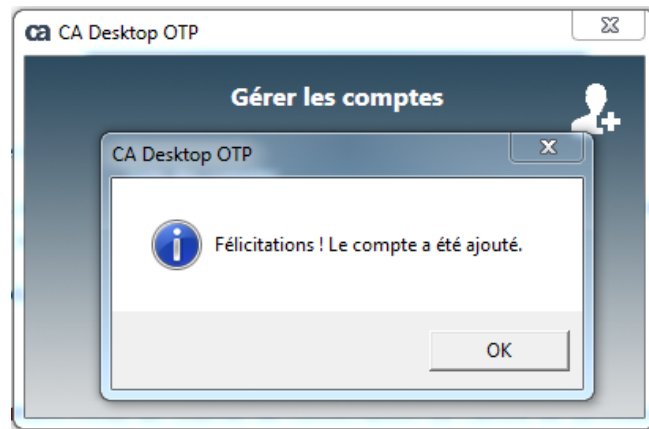 ca CA Desktop OTP
Gérer les comptes
CA Desktop OTP
Félicitations ! Le compte a été ajouté.
OK